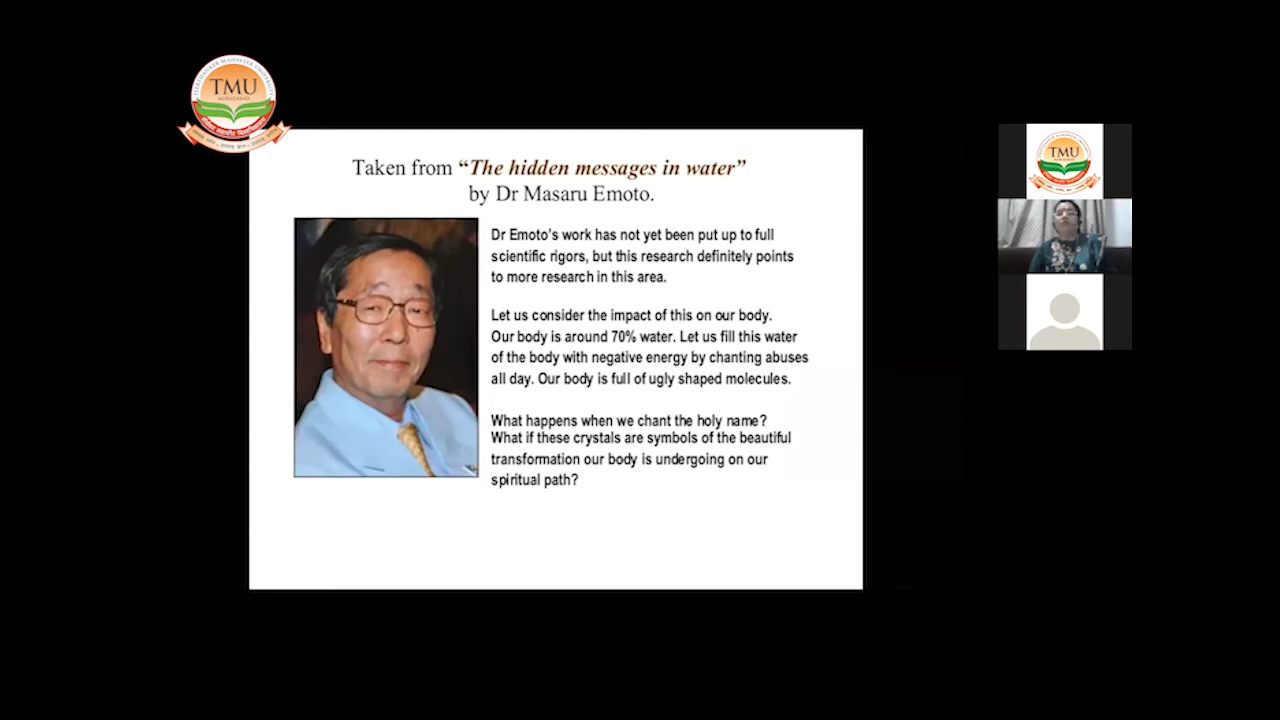 TEERTHANKER MAHAVEER UNIVERSITY
TMU
MORADABAD
Taken from “The hidden messages in water”
by Dr Masaru Emoto.
Dr Emoto's work has not yet been put up to full
scientific rigors, but this research definitely points
to more research in this area.
Let us consider the impact of this on our body.
Our body is around 70% water. Let us fill this water
of the body with negative energy by chanting abuses
all day. Our body is full of ugly shaped molecules.
What happens when we chant the holy name?
What if these crystals are symbols of the beautiful
transformation our body is undergoing on our
spiritual path?
TMU